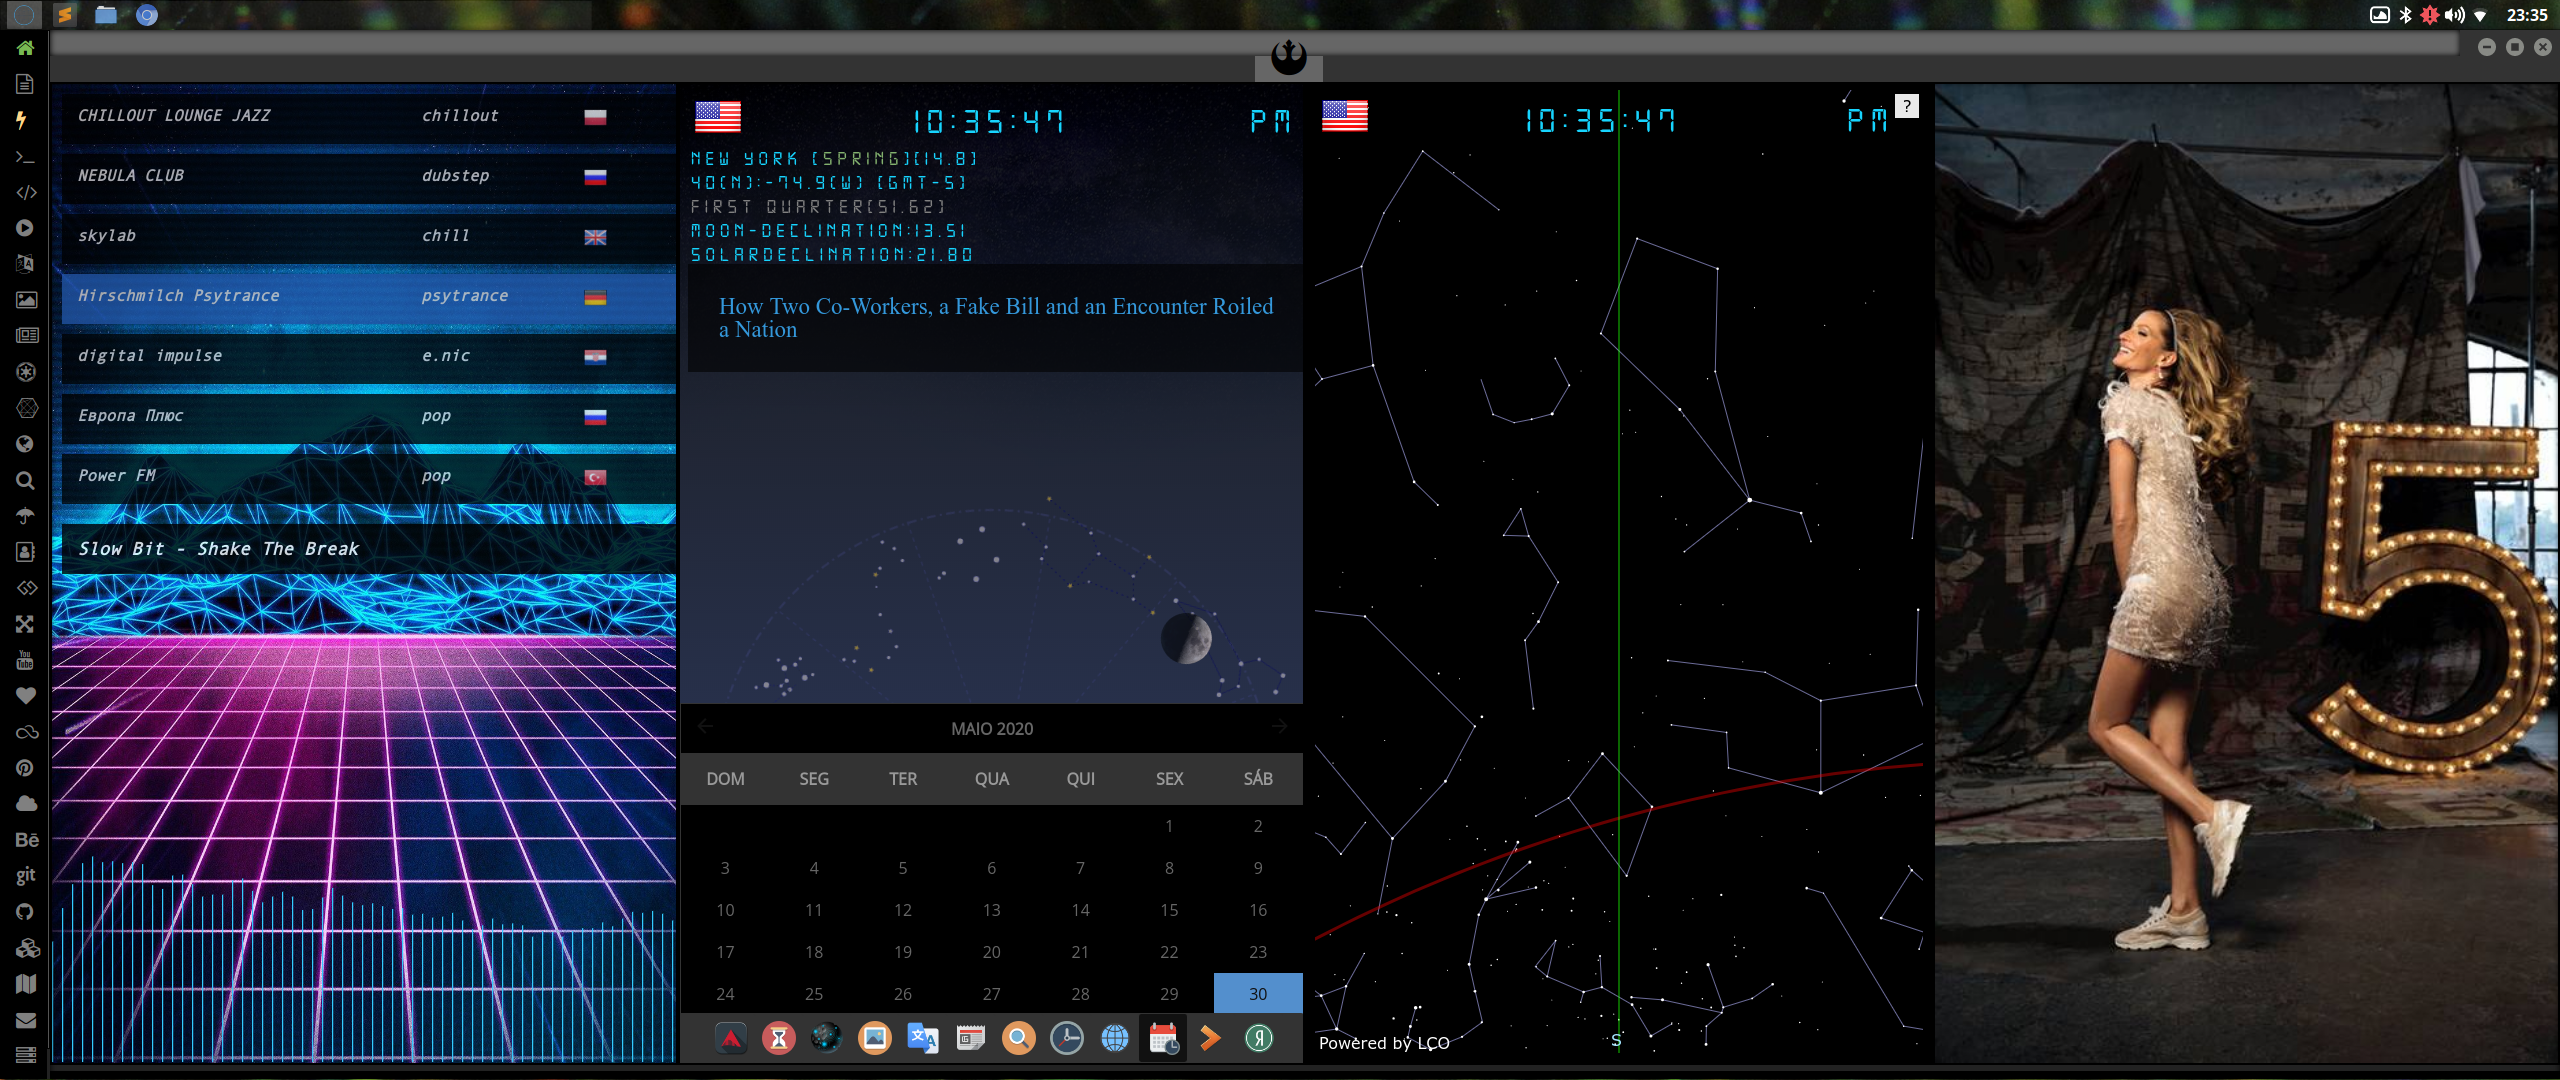 23:35
CHILLOUT LOUNGE JAZZ chillout
NEBULA CLUB dubstep
skylab chill
Hirschmilch Psytrance psytrance
digital impulse e.nic
Европа Плюс pop
Power FM pop
Slow Bit - Shake The Break
You
Tube
Bē
git
10:35:47 PM
NEW YORK [SPRING][14.8]
40(N):-74.9(W) [GMT-5]
FIRST QUARTER[51.62]
MOON-DECLINATION:13.51
SOLARDECLINATION:21.80
How Two Co-Workers, a Fake Bill and an Encounter Roiled
a Nation
MAIO 2020
DOM SEG TER QUA QUI SEX SÁB
1 2
3 4 5 6 7 8 9
10 11 12 13 14 15 16
17 18 19 20 21 22 23
24 25 26 27 28 29 30
10:35:47 PM
?
S
Powered by LCO
5